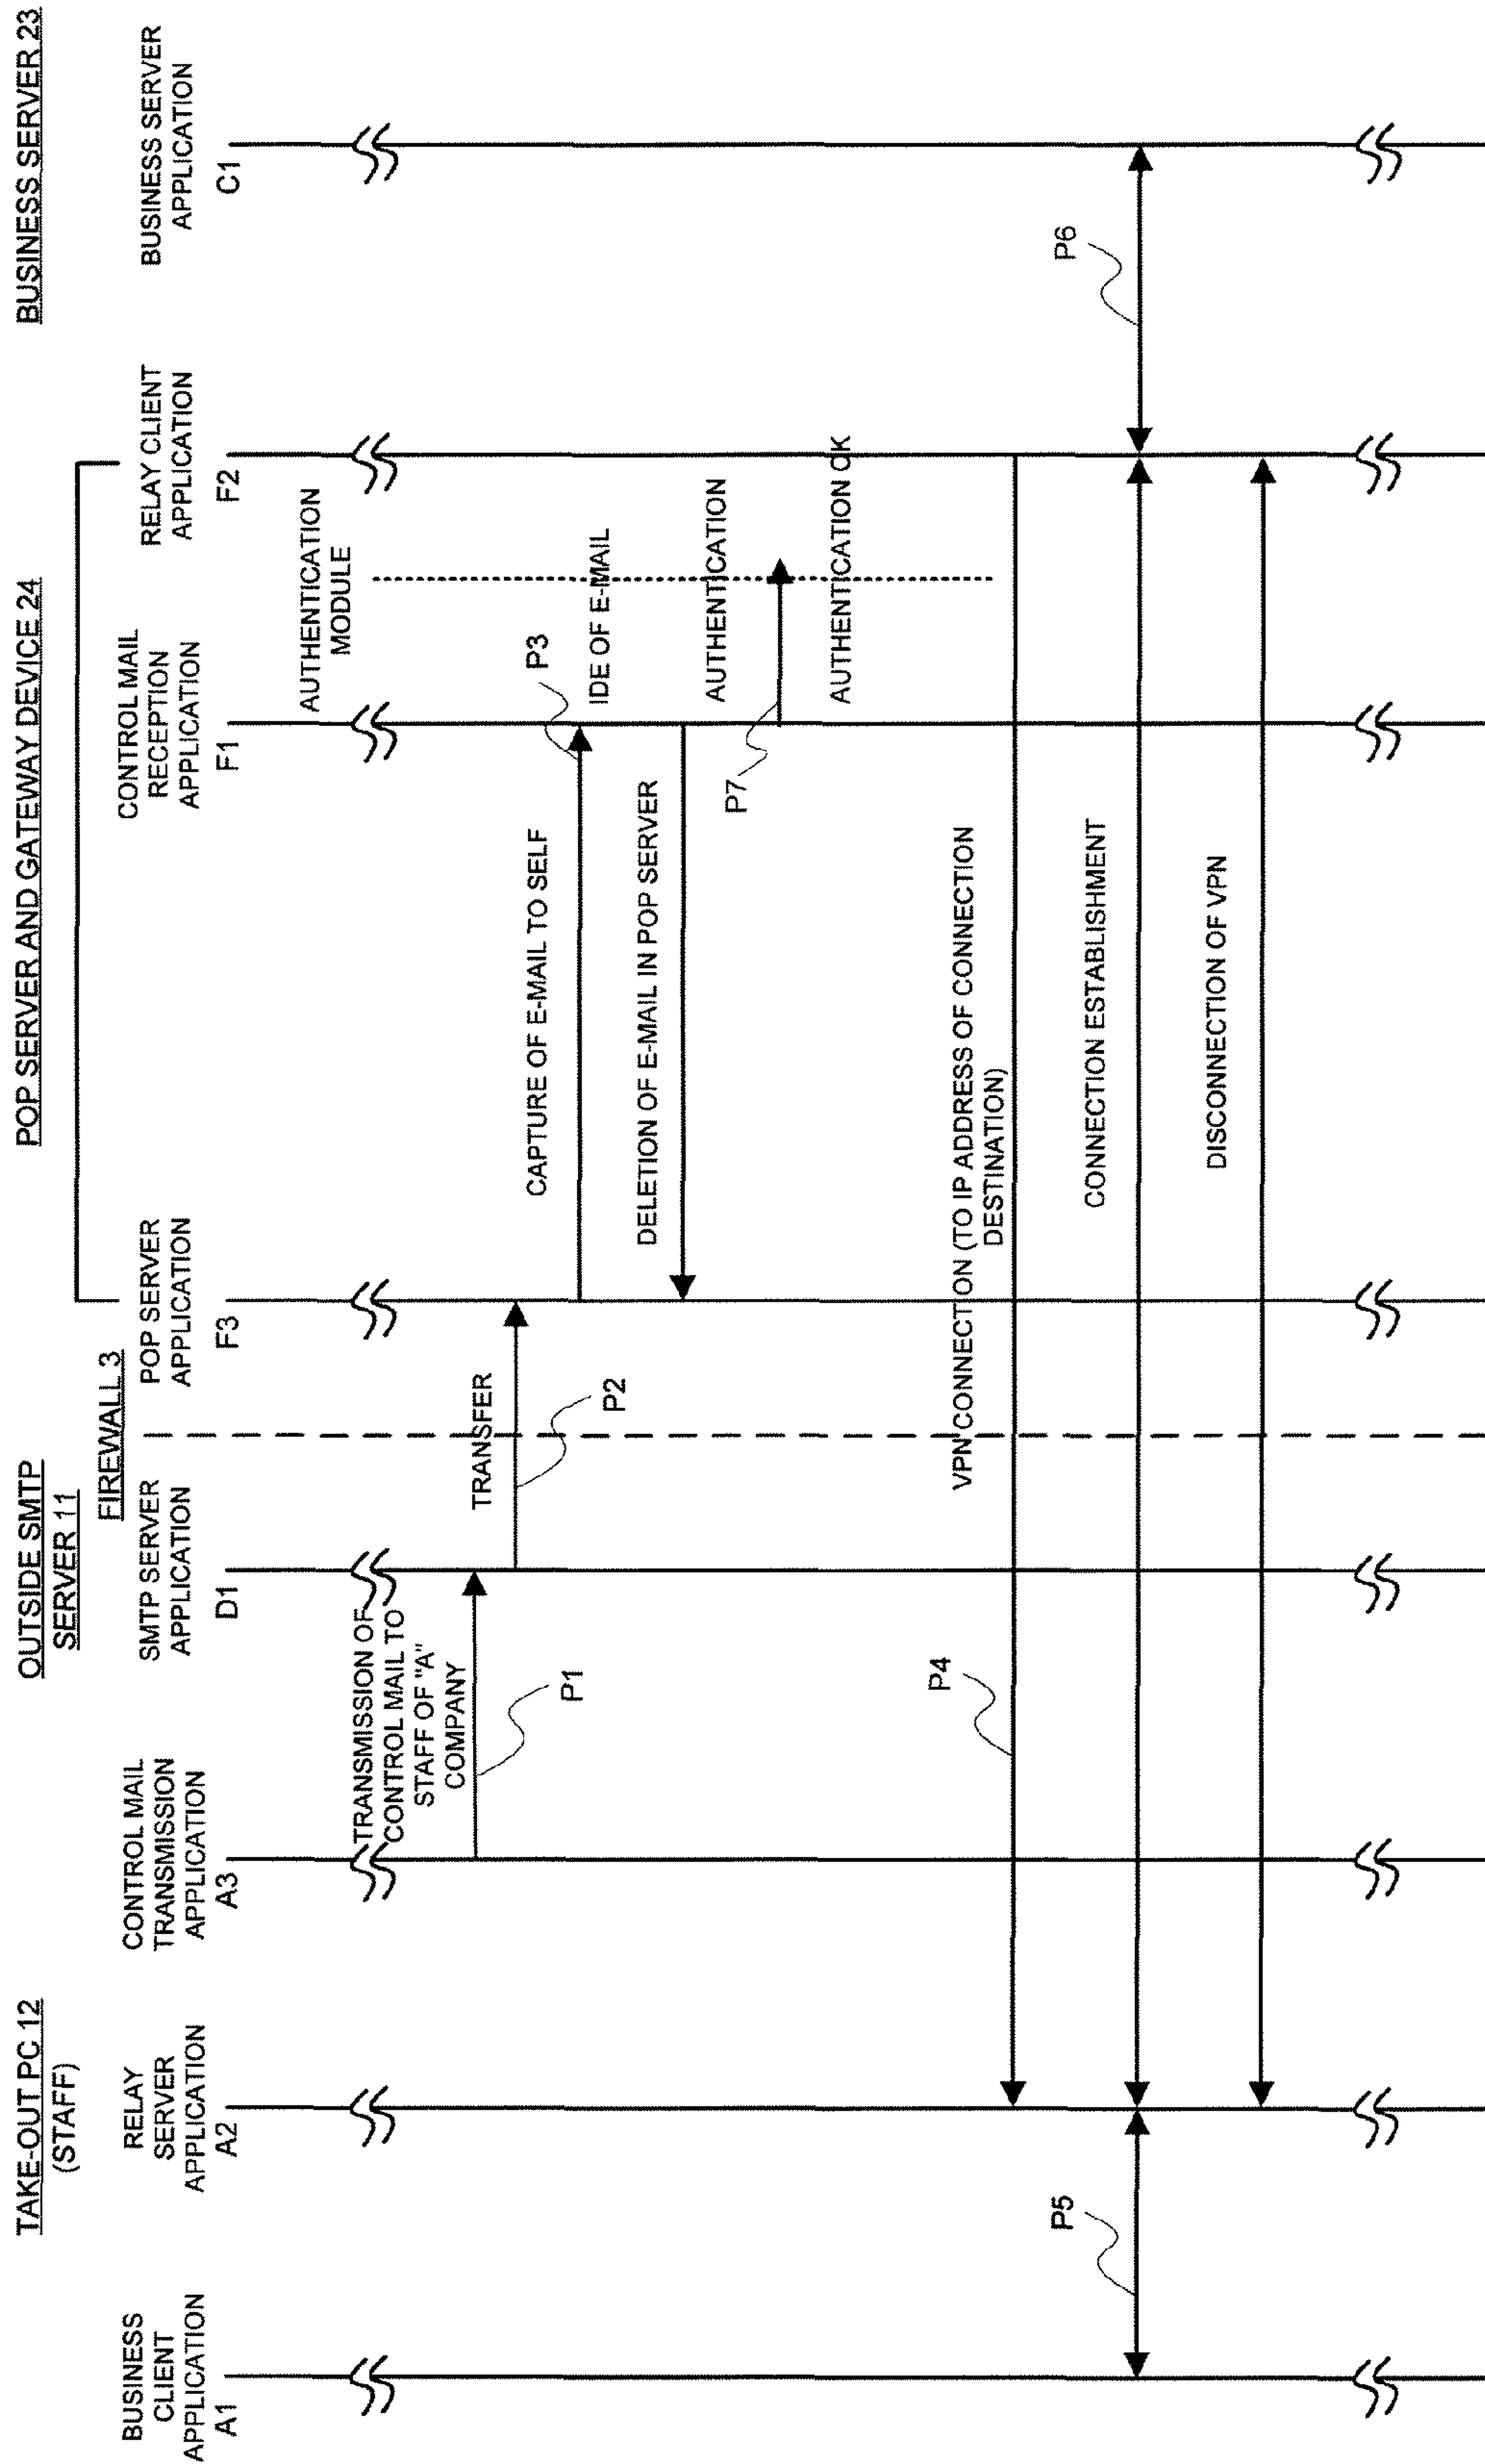 TAKE-OUT PC 12
(STAFF)
OUTSIDE SMTP
SERVER 11
FIREWALL 3
POP SERVER AND GATEWAY DEVICE 24
BUSINESS SERVER 23
BUSINESS
CLIENT
APPLICATION
A1
RELAY
SERVER
APPLICATION
A2
CONTROL MAIL
TRANSMISSION
APPLICATION
A3
SMTP SERVER
APPLICATION
D1
POP SERVER
APPLICATION
F3
CONTROL MAIL
RECEPTION
APPLICATION
F1
RELAY CLIENT
APPLICATION
F2
BUSINESS SERVER
APPLICATION
C1
AUTHENTICATION
MODULE
TRANSMISSION OF
CONTROL MAIL TO
STAFF OF "A"
COMPANY
P1
TRANSFER
P2
CAPTURE OF E-MAIL TO SELF
P3
IDE OF E-MAIL
DELETION OF E-MAIL IN POP SERVER
AUTHENTICATION
P7
AUTHENTICATION OK
VPN CONNECTION (TO IP ADDRESS OF CONNECTION
DESTINATION)
P4
CONNECTION ESTABLISHMENT
P5
P6
DISCONNECTION OF VPN